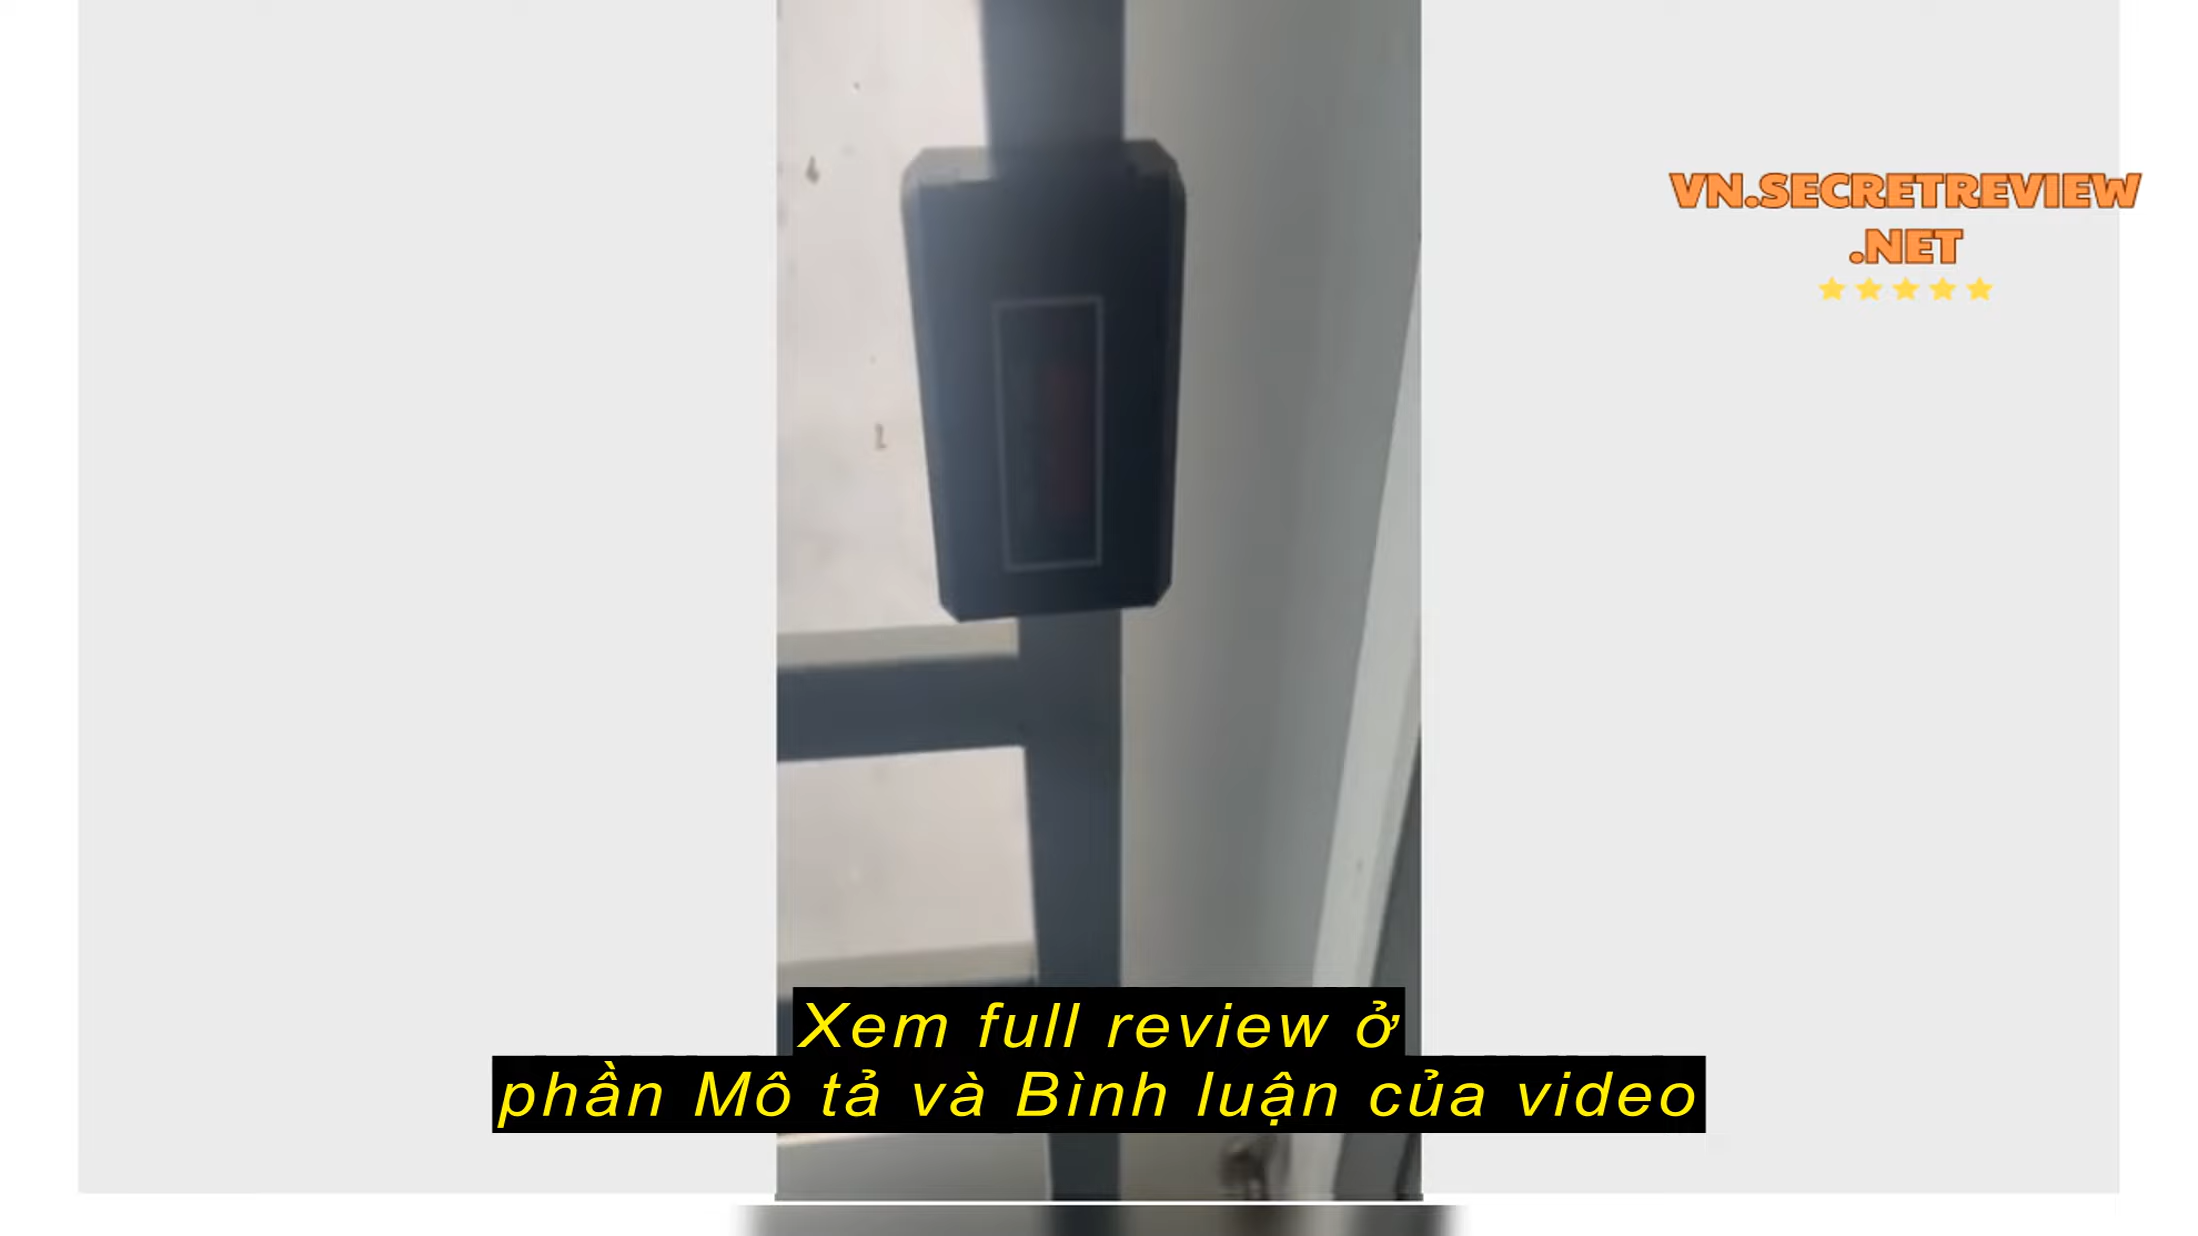 VN.SECRETREVIEW
.NET
Xem full review ở
phần Mô tả và Bình luận của video